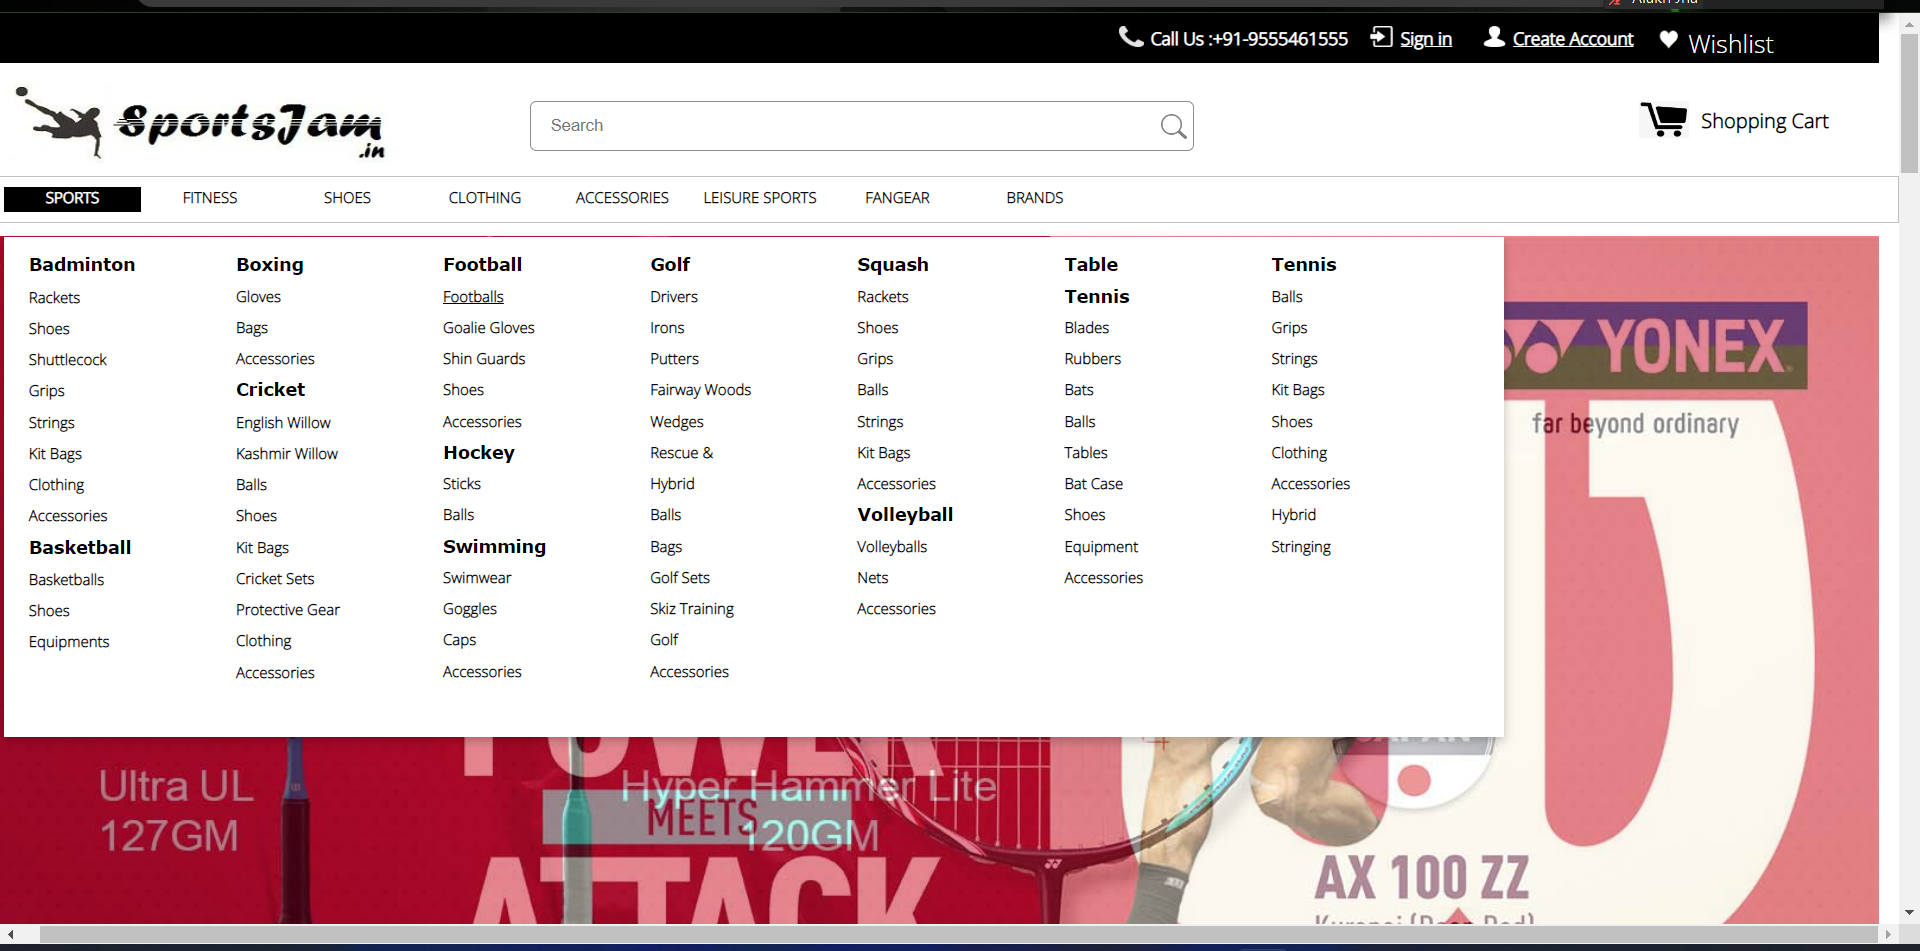 Call Us :+91-9555461555 Sign in Create Account Wishlist
SportsJam
.in
Search
Shopping Cart
SPORTS FITNESS SHOES CLOTHING ACCESSORIES LEISURE SPORTS FANGEAR BRANDS
Badminton
Rackets
Shoes
Shuttlecock
Grips
Strings
Kit Bags
Clothing
Accessories
Basketball
Basketballs
Shoes
Equipments
Boxing
Gloves
Bags
Accessories
Cricket
English Willow
Kashmir Willow
Balls
Shoes
Kit Bags
Cricket Sets
Protective Gear
Clothing
Accessories
Football
Footballs
Goalie Gloves
Shin Guards
Shoes
Accessories
Hockey
Sticks
Balls
Swimming
Swimwear
Goggles
Caps
Accessories
Golf
Drivers
Irons
Putters
Fairway Woods
Wedges
Rescue &
Hybrid
Balls
Bags
Golf Sets
Skiz Training
Golf
Accessories
Squash
Rackets
Shoes
Grips
Balls
Strings
Kit Bags
Accessories
Volleyball
Volleyballs
Nets
Accessories
Table
Tennis
Blades
Rubbers
Bats
Balls
Tables
Bat Case
Shoes
Equipment
Accessories
Tennis
Balls
Grips
Strings
Kit Bags
Shoes
Clothing
Accessories
Hybrid
Stringing
YONEX
far beyond ordinary
POWER
MEETS
ATTACK
Ultra UL
127GM
Hyper Hammer Lite
120GM
JAPAN
AX 100 ZZ